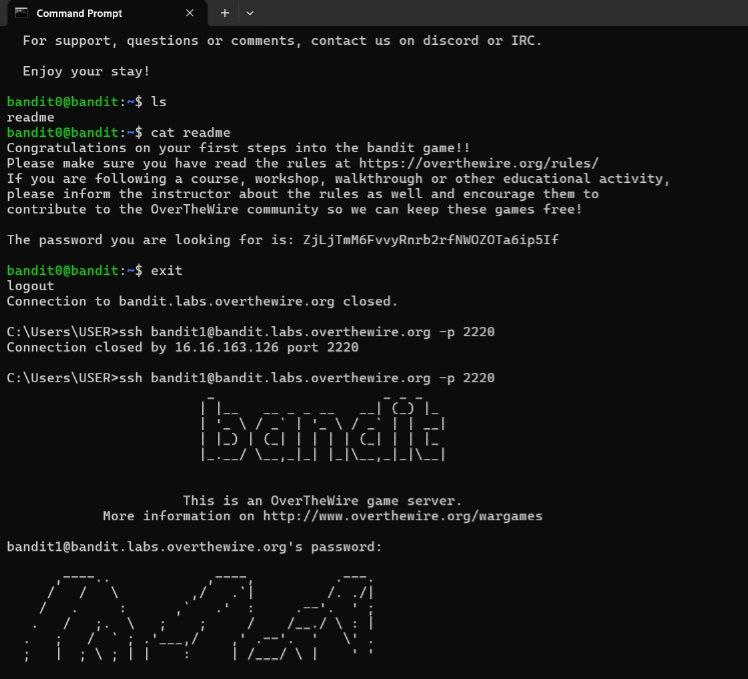 Command Prompt
For support, questions or comments, contact us on discord or IRC.
Enjoy your stay!
bandit0@bandit:~$ ls
readme
bandit0@bandit:~$ cat readme
Congratulations on your first steps into the bandit game!!
Please make sure you have read the rules at https://overthewire.org/rules/
If you are following a course, workshop, walkthrough or other educational activity,
please inform the instructor about the rules as well and encourage them to
contribute to the OverTheWire community so we can keep these games free!
The password you are looking for is: ZjLjTmM6FvvyRnrb2rfNWOZOTa6ip5If
bandit0@bandit:~$ exit
logout
Connection to bandit.labs.overthewire.org closed.
C:\Users\USER>ssh bandit1@bandit.labs.overthewire.org -p 2220
Connection closed by 16.16.163.126 port 2220
C:\Users\USER>ssh bandit1@bandit.labs.overthewire.org -p 2220
bandit
This is an OverTheWire game server.
More information on http://www.overthewire.org/wargames
bandit1@bandit.labs.overthewire.org's password: